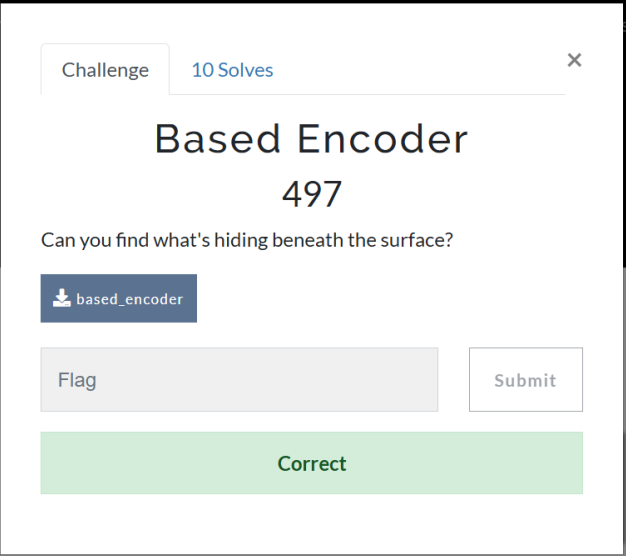 Challenge
10 Solves
×
Based Encoder
497
Can you find what's hiding beneath the surface?
based_encoder
Flag
Submit
Correct